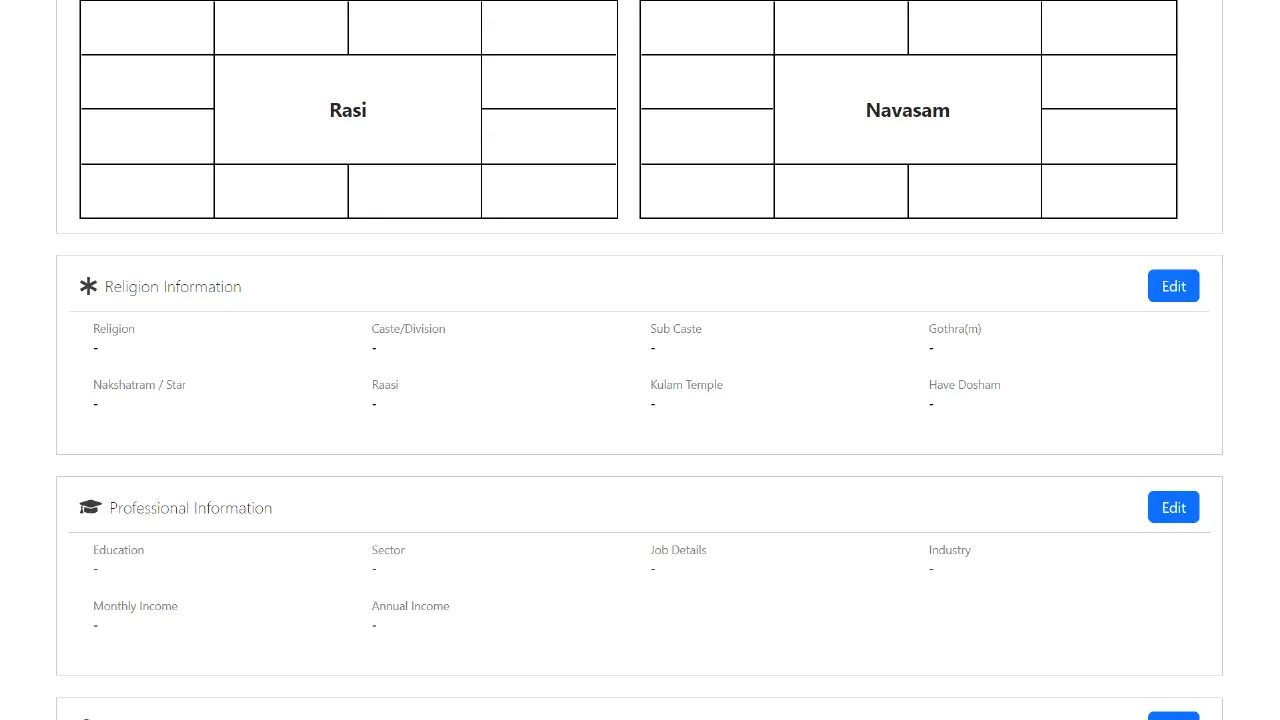 Rasi Navasam
Religion Information Edit
Religion Caste/Division Sub Caste Gothra(m)
- - - -
Nakshatram / Star Raasi Kulam Temple Have Dosham
- - - -
Professional Information Edit
Education Sector Job Details Industry
- - - -
Monthly Income Annual Income
- -